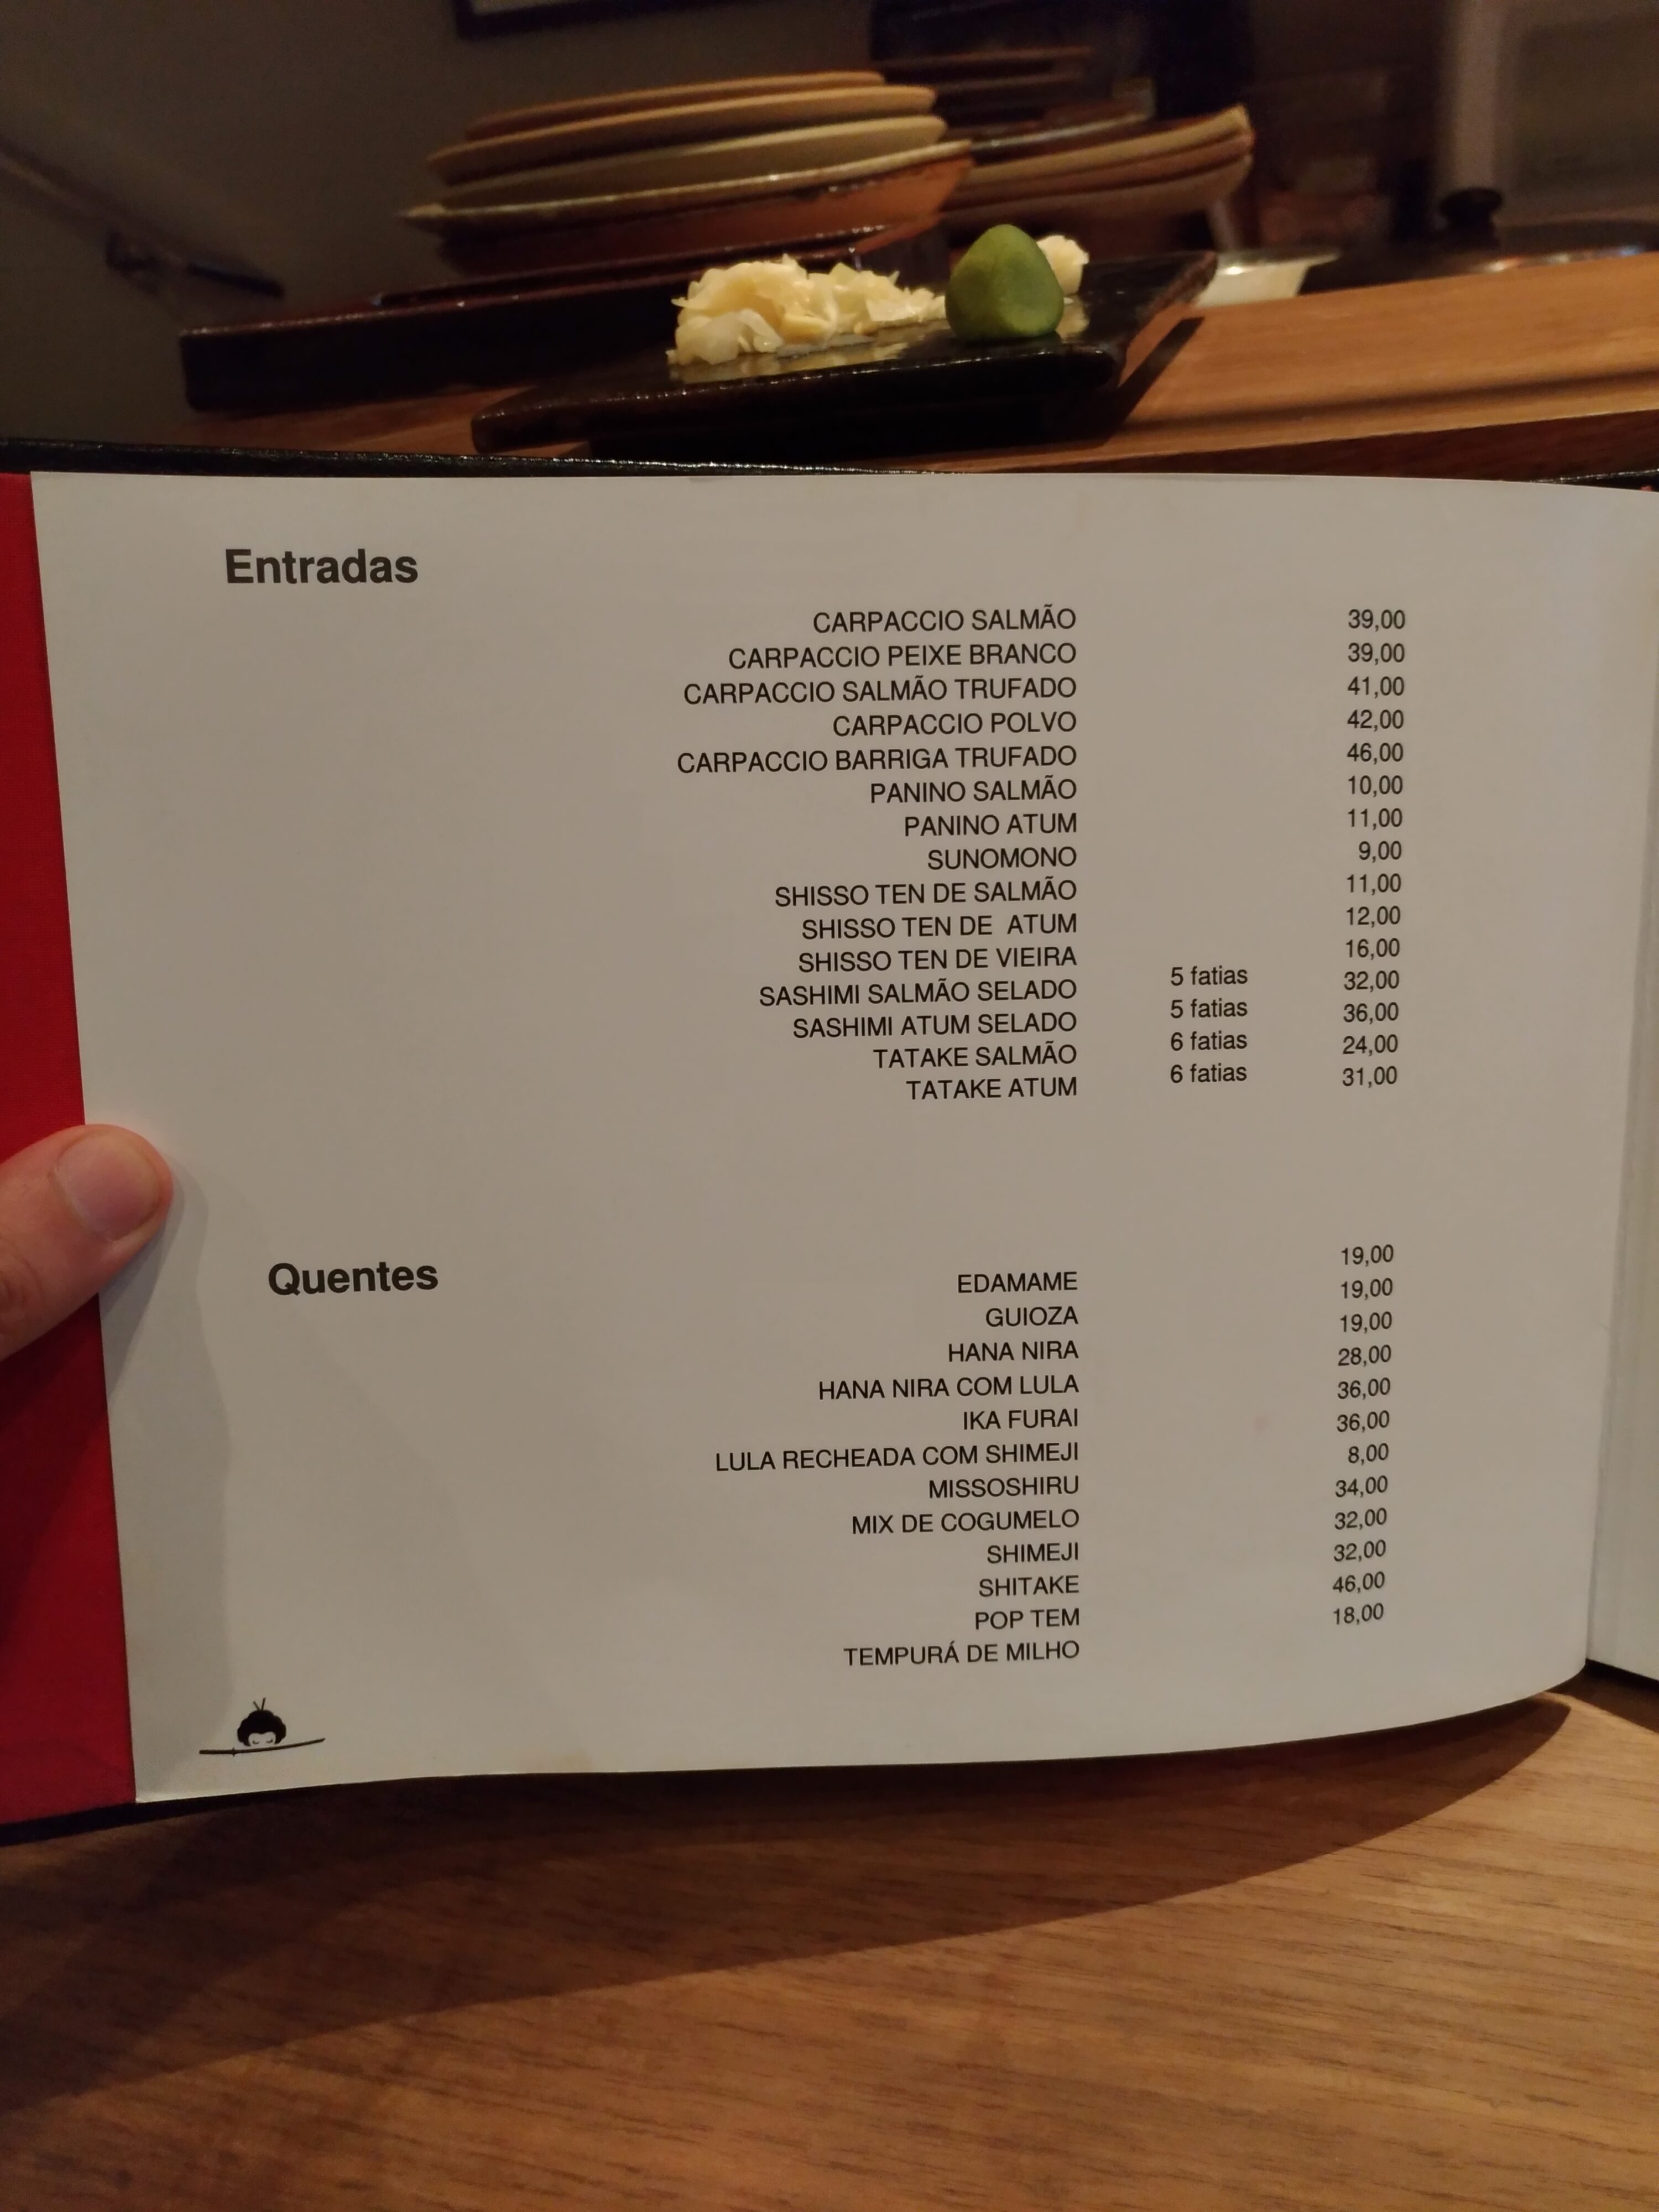 Entradas
CARPACCIO SALMÃO 39,00
CARPACCIO PEIXE BRANCO 39,00
CARPACCIO SALMÃO TRUFADO 41,00
CARPACCIO POLVO 42,00
CARPACCIO BARRIGA TRUFADO 46,00
PANINO SALMÃO 10,00
PANINO ATUM 11,00
SUNOMONO 9,00
SHISSO TEN DE SALMÃO 11,00
SHISSO TEN DE ATUM 12,00
SHISSO TEN DE VIEIRA 16,00
SASHIMI SALMÃO SELADO 5 fatias 32,00
SASHIMI ATUM SELADO 5 fatias 36,00
TATAKE SALMÃO 6 fatias 24,00
TATAKE ATUM 6 fatias 31,00
Quentes
EDAMAME 19,00
GUIOZA 19,00
HANA NIRA 19,00
HANA NIRA COM LULA 28,00
IKA FURAI 36,00
LULA RECHEADA COM SHIMEJI 36,00
MISSOSHIRU 8,00
MIX DE COGUMELO 34,00
SHIMEJI 32,00
SHITAKE 32,00
POP TEM 46,00
TEMPURÁ DE MILHO 18,00